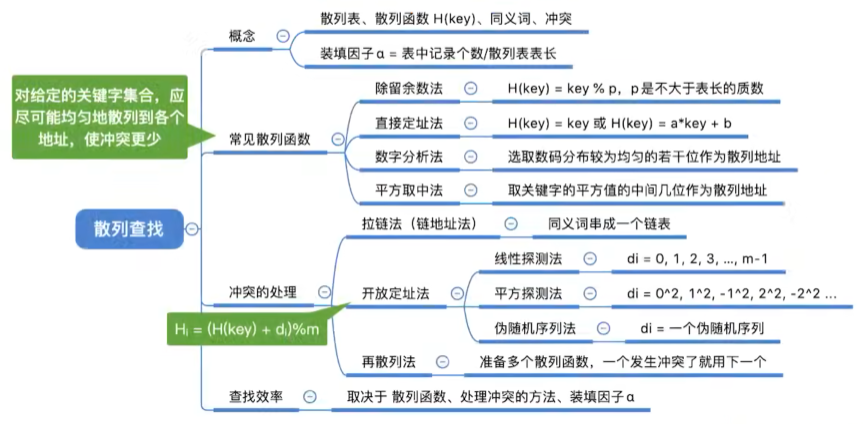 散列查找
概念
散列表、散列函数 H(key)、同义词、冲突
装填因子α = 表中记录个数/散列表表长
对给定的关键字集合，应
尽可能均匀地散列到各个
地址，使冲突更少
常见散列函数
除留余数法
H(key) = key % p，p是不大于表长的质数
直接定址法
H(key) = key 或 H(key) = a*key + b
数字分析法
选取数码分布较为均匀的若干位作为散列地址
平方取中法
取关键字的平方值的中间几位作为散列地址
冲突的处理
拉链法（链地址法）
同义词串成一个链表
Hᵢ = (H(key) + dᵢ)%m
开放定址法
线性探测法
di = 0, 1, 2, 3, ..., m-1
平方探测法
di = 0^2, 1^2, -1^2, 2^2, -2^2 ...
伪随机序列法
di = 一个伪随机序列
再散列法
准备多个散列函数，一个发生冲突了就用下一个
查找效率
取决于 散列函数、处理冲突的方法、装填因子α